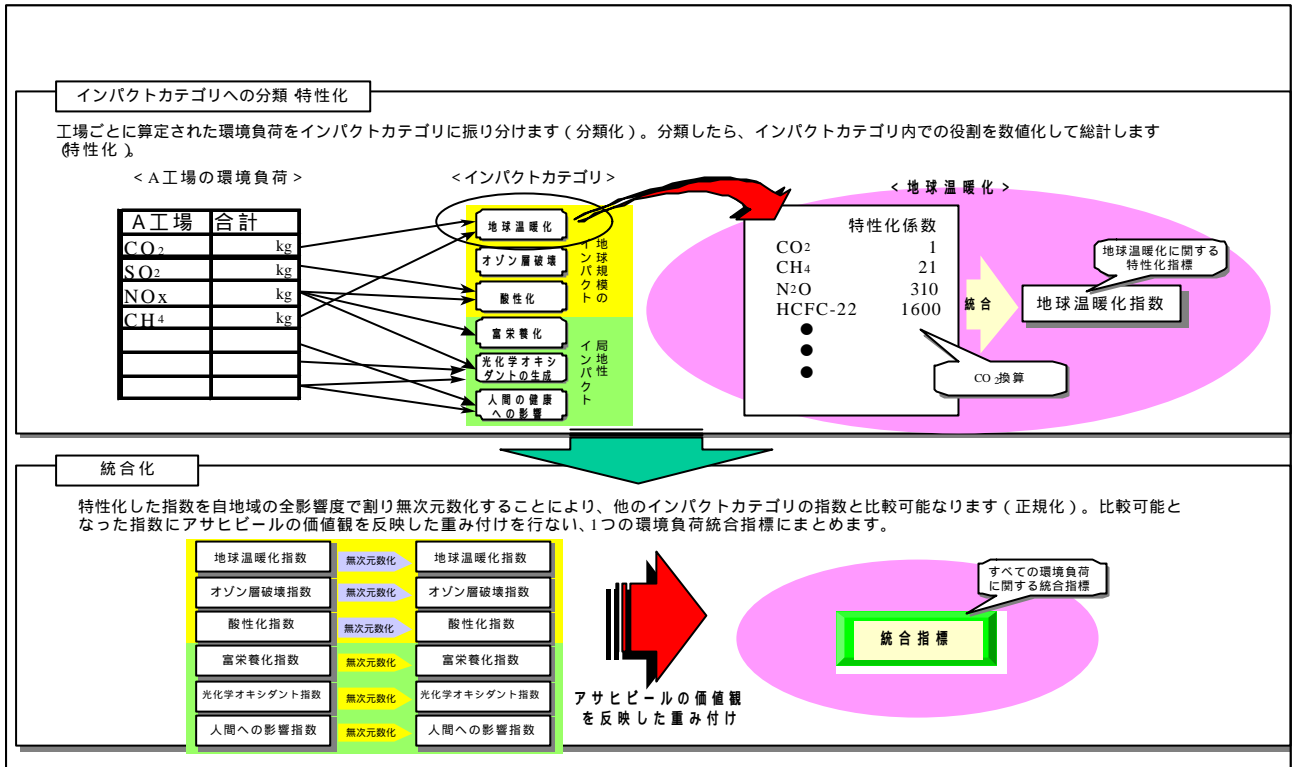 インパクトカテゴリへの分類・特性化
工場ごとに算定された環境負荷をインパクトカテゴリに振り分けます(分類化)。分類したら、インパクトカテゴリ内での役割を数値化して総計します
(特性化)。
<A工場の環境負荷>
<インパクトカテゴリ>
<地球温暖化>
A工場 合計
CO2 kg
SO2 kg
NOx kg
CH4 kg
地球温暖化
オゾン層破壊
酸性化
地球規模の
インパクト
富栄養化
光化学オキシ
ダントの生成
人間の健康
への影響
局地性
インパクト
特性化係数
CO2 1
CH4 21
N2O 310
HCFC-22 1600
●
●
●
CO2換算
統合
地球温暖化に関する
特性化指標
地球温暖化指数
統合化
特性化した指数を自地域の全影響度で割り無次元数化することにより、他のインパクトカテゴリの指数と比較可能なります(正規化)。比較可能と
なった指数にアサヒビールの価値観を反映した重み付けを行ない、1つの環境負荷統合指標にまとめます。
地球温暖化指数 無次元数化 地球温暖化指数
オゾン層破壊指数 無次元数化 オゾン層破壊指数
酸性化指数 無次元数化 酸性化指数
富栄養化指数 無次元数化 富栄養化指数
光化学オキシダント指数 無次元数化 光化学オキシダント指数
人間への影響指数 無次元数化 人間への影響指数
アサヒビールの価値観
を反映した重み付け
すべての環境負荷
に関する統合指標
統合指標